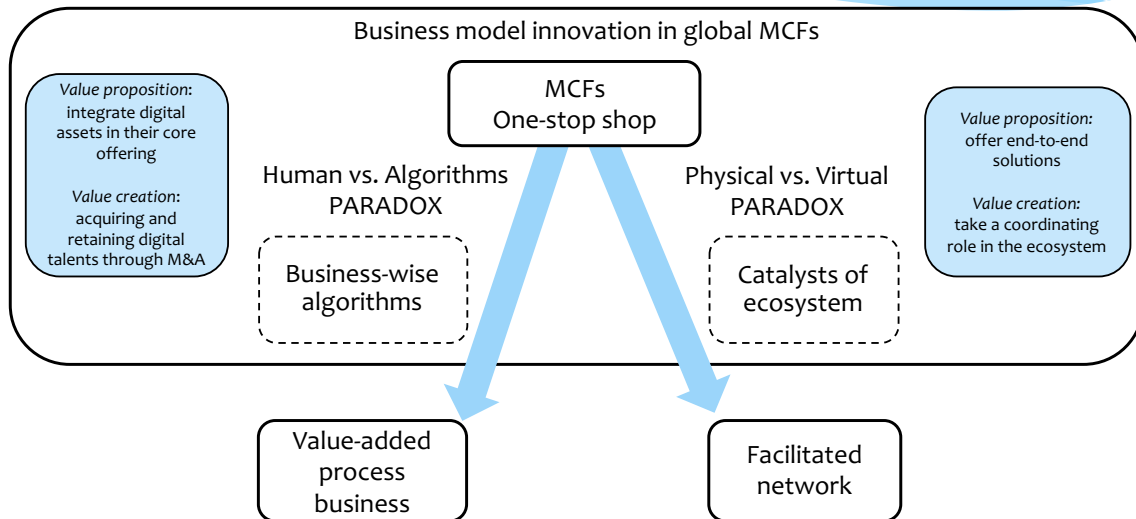 Business model innovation in global MCFs
MCFs
One-stop shop
Value proposition:
integrate digital
assets in their core
offering
Value creation:
acquiring and
retaining digital
talents through M&A
Human vs. Algorithms
PARADOX
Business-wise
algorithms
Physical vs. Virtual
PARADOX
Catalysts of
ecosystem
Value proposition:
offer end-to-end
solutions
Value creation:
take a coordinating
role in the ecosystem
Value-added
process
business
Facilitated
network